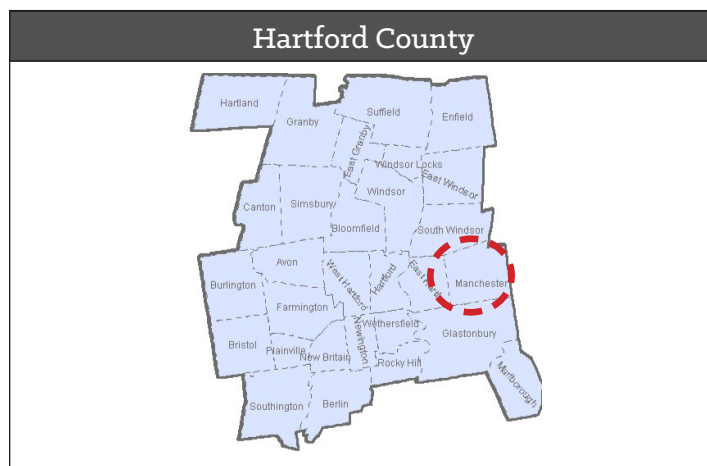 Hartford County
Hartland
Suffield
Enfield
Granby
East Granby
Windsor Locks
East Windsor
Windsor
Canton
Simsbury
Bloomfield
South Windsor
Avon
West Hartford
Hartford
East Hartf
Burlington
Manchester
Farmington
Newington
Wethersfield
Glastonbury
Bristol
Plainville
New Britain
Rocky Hill
Marlborough
Southington
Berlin